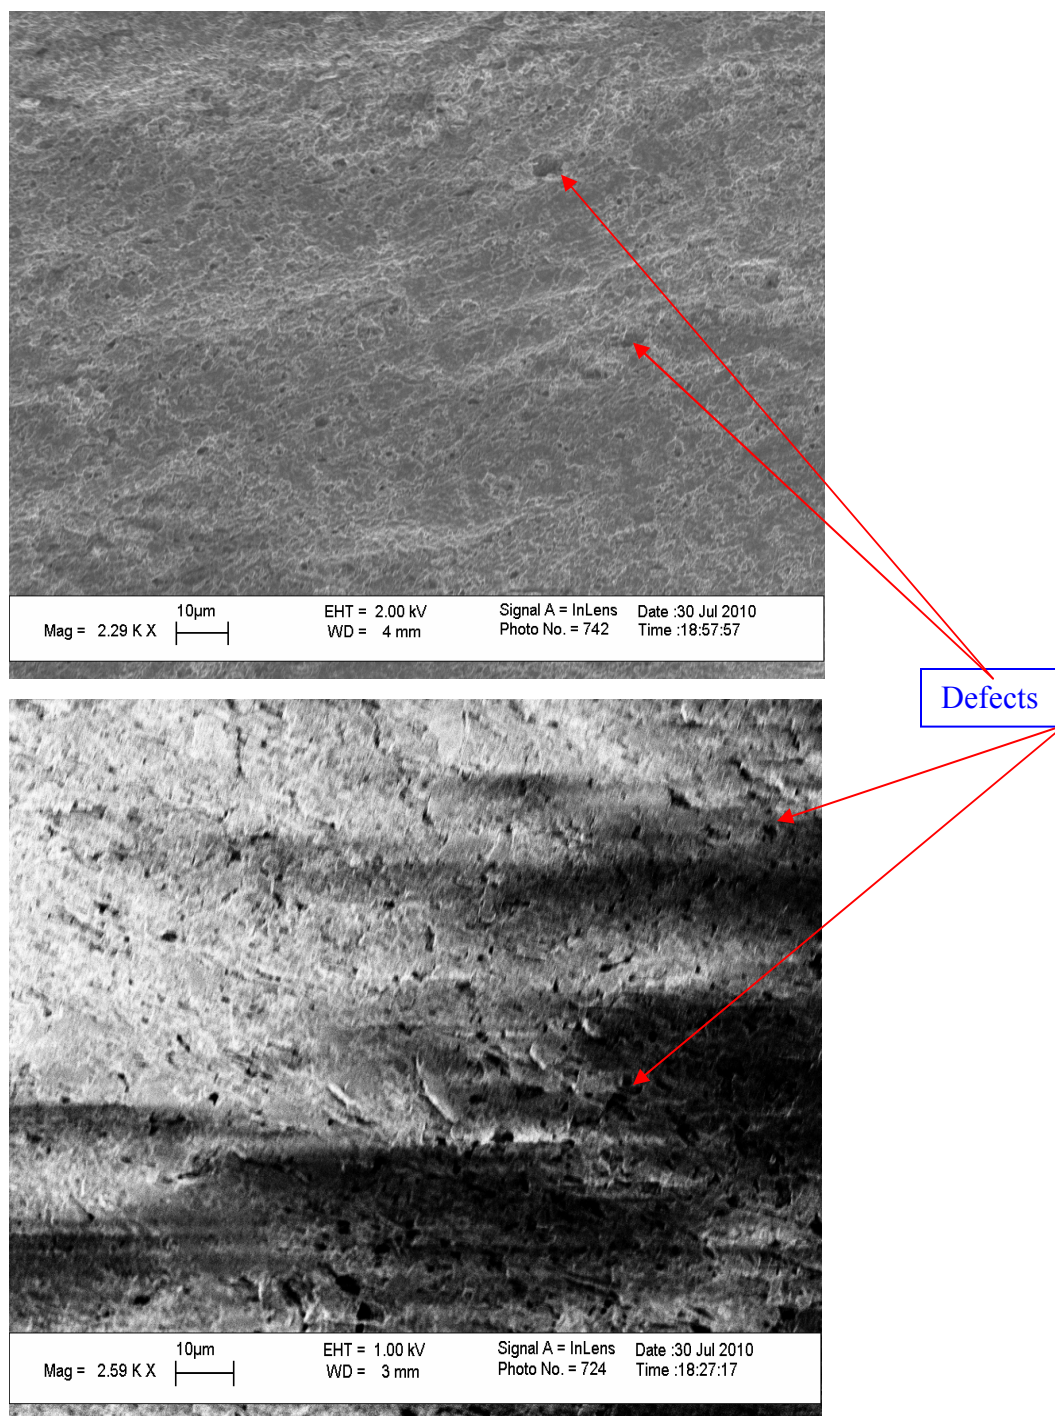 10µm
EHT = 2.00 kV
Signal A = InLens
Date :30 Jul 2010
Mag = 2.29 K X
WD = 4 mm
Photo No. = 742
Time :18:57:57
Defects
10µm
EHT = 1.00 kV
Signal A = InLens
Date :30 Jul 2010
Mag = 2.59 K X
WD = 3 mm
Photo No. = 724
Time :18:27:17